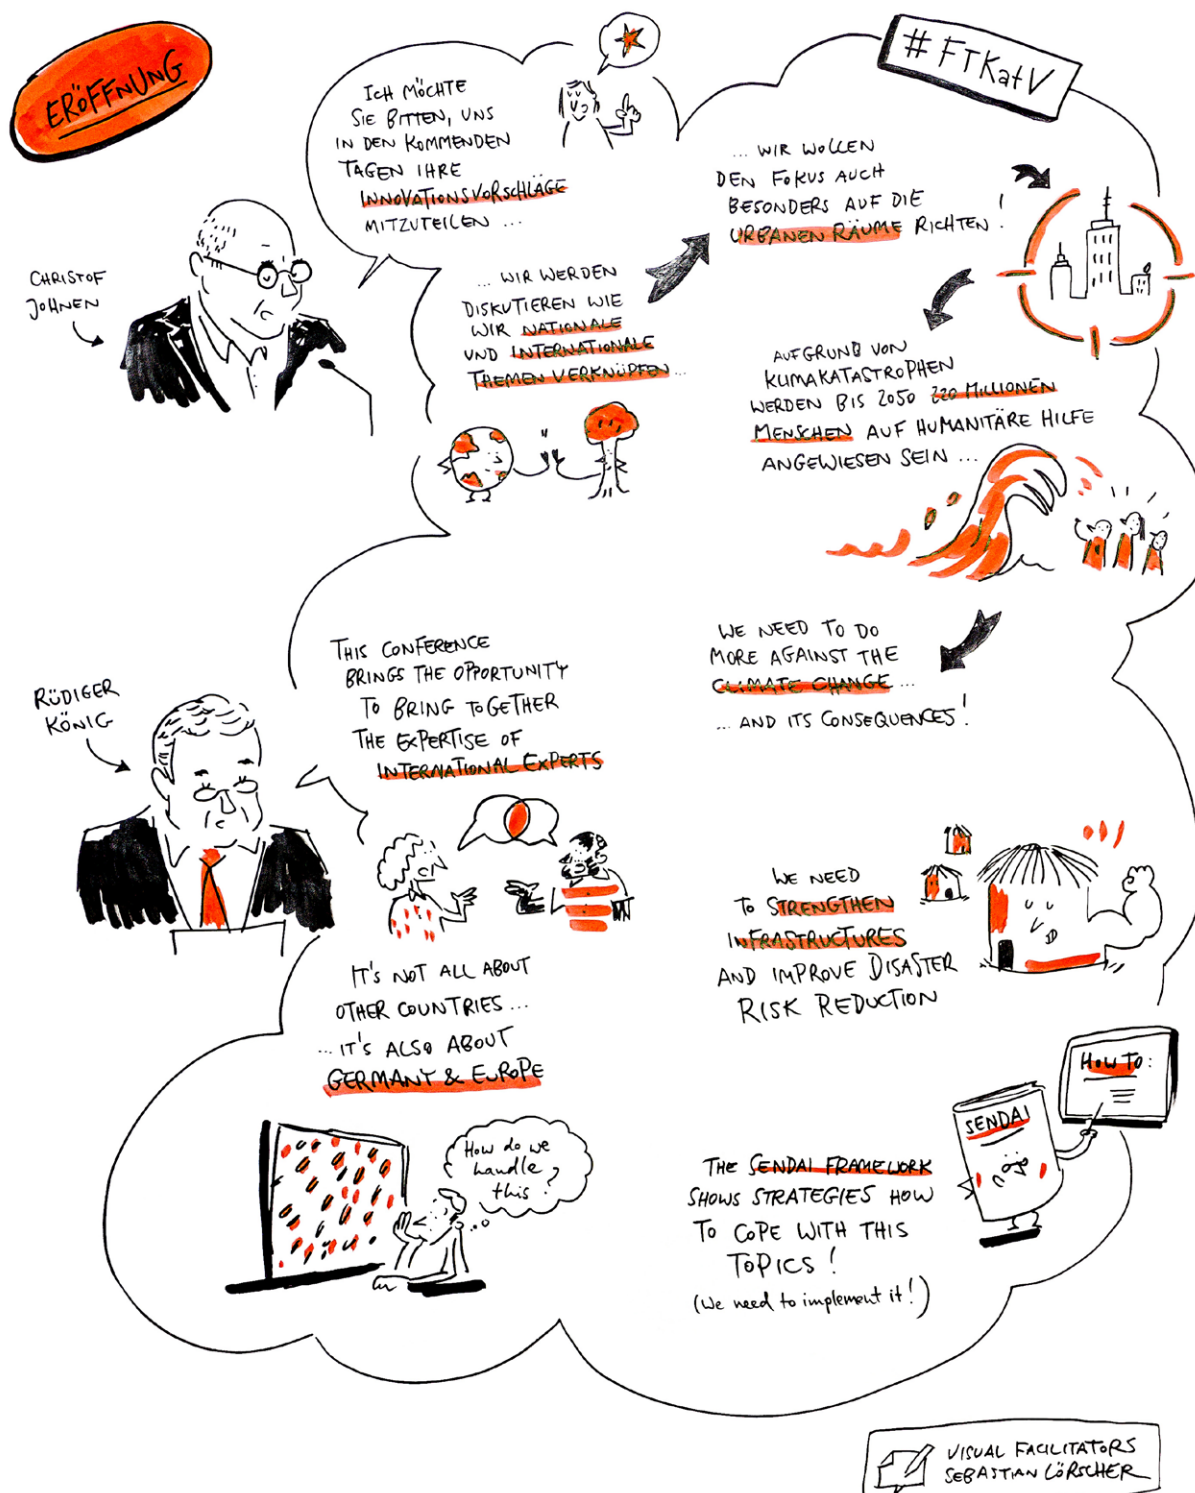 ERÖFFNUNG
# FTKatV
CHRISTOF
JOHNEN
ICH MÖCHTE
SIE BITTEN, UNS
IN DEN KOMMENDEN
TAGEN IHRE
INNOVATIONSVORSCHLÄGE
MITZUTEILEN ...
... WIR WERDEN
DISKUTIEREN WIE
WIR NATIONALE
UND INTERNATIONALE
THEMEN VERKNÜPFEN ...
... WIR WOLLEN
DEN FOKUS AUCH
BESONDERS AUF DIE
URBANEN RÄUME RICHTEN !
AUFGRUND VON
KLIMAKATASTROPHEN
WERDEN BIS 2050 220 MILLIONEN
MENSCHEN AUF HUMANITÄRE HILFE
ANGEWIESEN SEIN ...
RÜDIGER
KÖNIG
THIS CONFERENCE
BRINGS THE OPPORTUNITY
TO BRING TOGETHER
THE EXPERTISE OF
INTERNATIONAL EXPERTS
IT'S NOT ALL ABOUT
OTHER COUNTRIES ...
... IT'S ALSO ABOUT
GERMANY & EUROPE
How do we
handle
this ?
WE NEED TO DO
MORE AGAINST THE
CLIMATE CHANGE ...
... AND ITS CONSEQUENCES !
WE NEED
TO STRENGTHEN
INFRASTRUCTURES
AND IMPROVE DISASTER
RISK REDUCTION
HOW TO:
SENDAI
THE SENDAI FRAMEWORK
SHOWS STRATEGIES HOW
TO COPE WITH THIS
TOPICS !
(We need to implement it !)
VISUAL FACILITATORS
SEBASTIAN LÖRSCHER